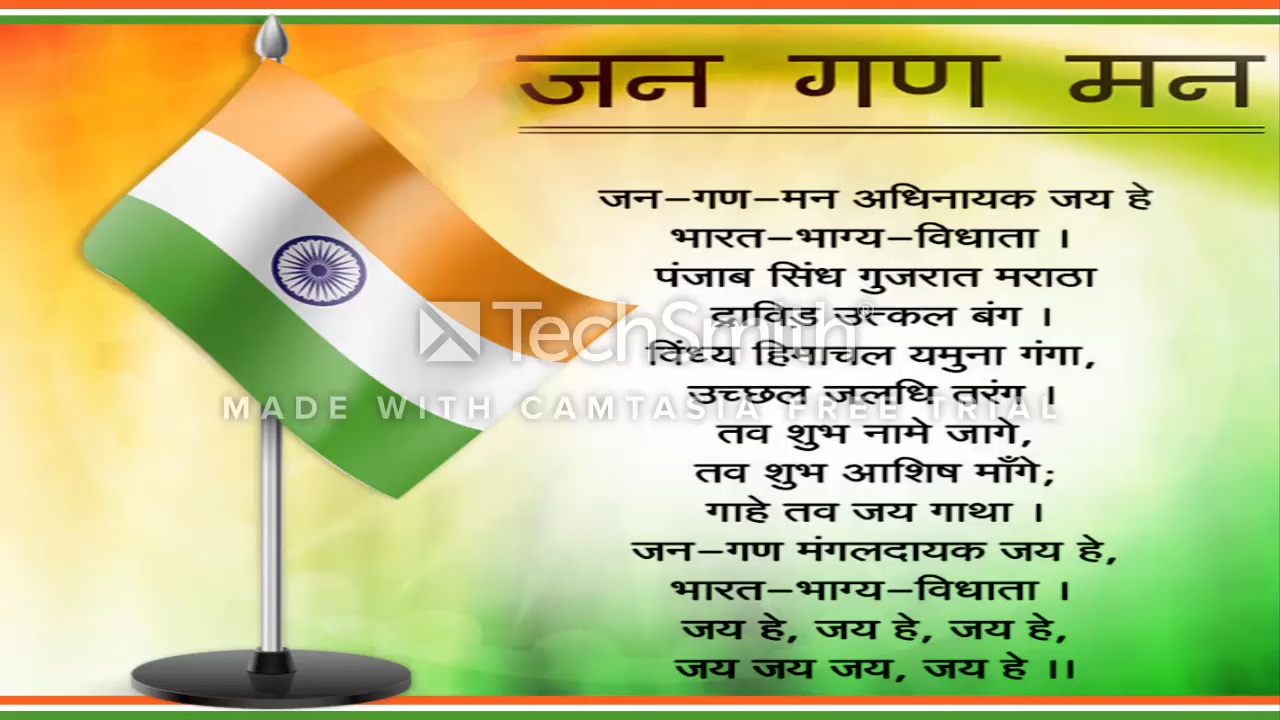 जन गण मन
जन-गण-मन अधिनायक जय हे
भारत-भाग्य-विधाता ।
पंजाब सिंध गुजरात मराठा
द्राविड़ उत्कल बंग ।
विंध्य हिमाचल यमुना गंगा,
उच्छल जलधि तरंग ।
तव शुभ नामे जागे,
तव शुभ आशिष माँगे;
गाहे तव जय गाथा ।
जन-गण मंगलदायक जय हे,
भारत-भाग्य-विधाता ।
जय हे, जय हे, जय हे,
जय जय जय, जय हे ।।
TechSmith®
MADE WITH CAMTASIA FREE TRIAL